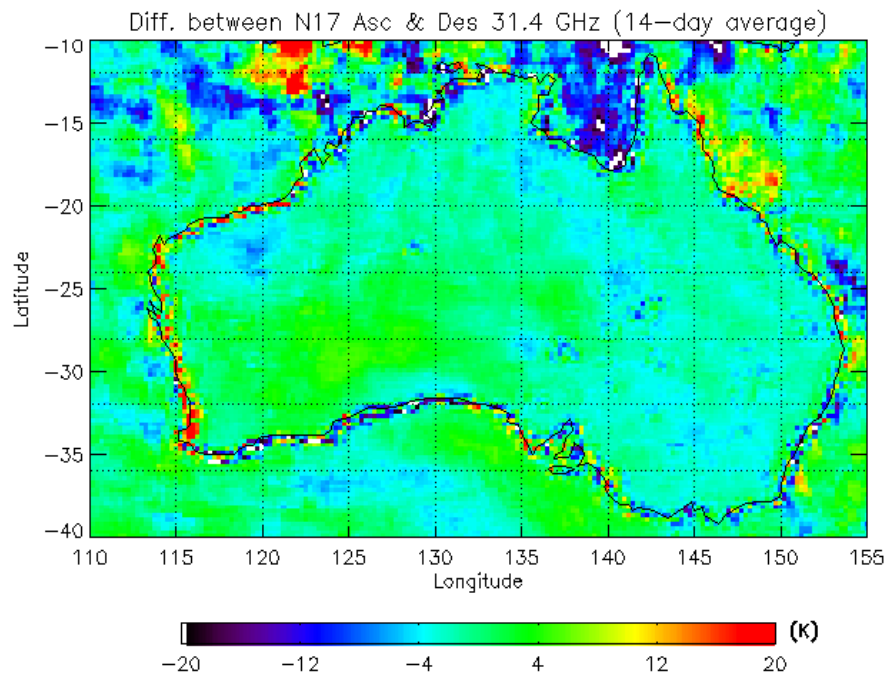 Diff. between N17 Asc & Des 31.4 GHz (14-day average)
-10
-15
-20
-25
-30
-35
-40
Latitude
110 115 120 125 130 135 140 145 150 155
Longitude
(K)
-20 -12 -4 4 12 20